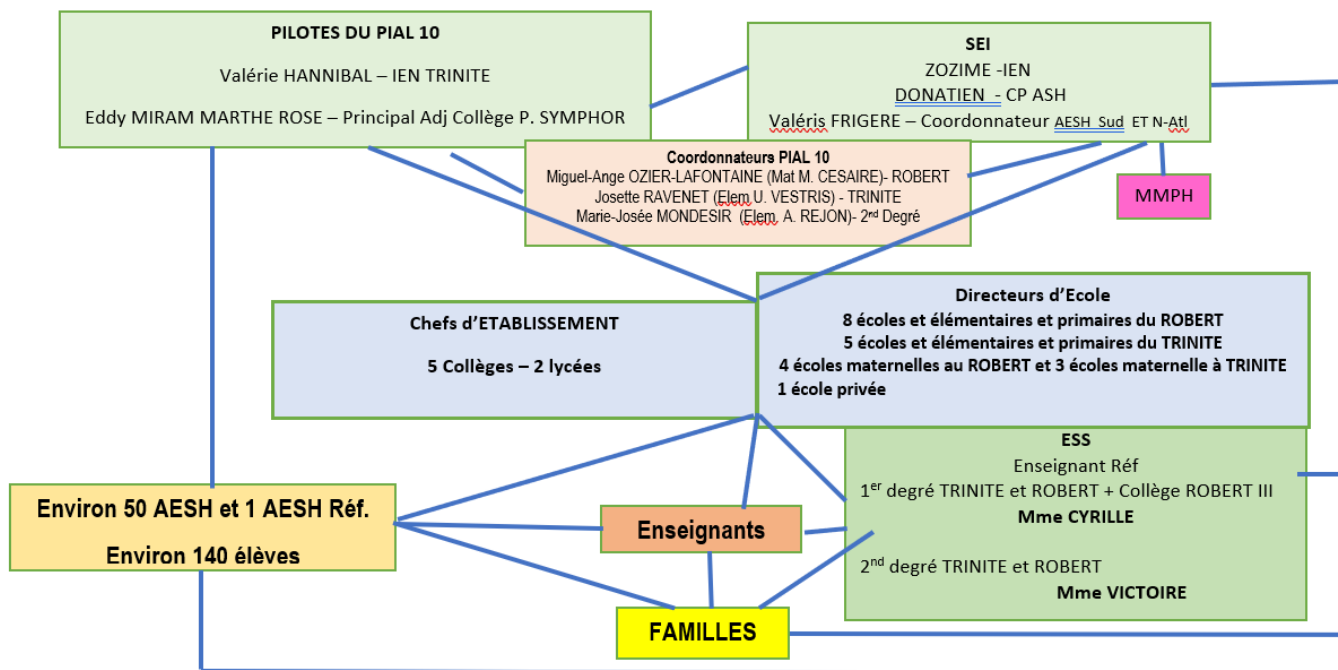 PILOTES DU PIAL 10
Valérie HANNIBAL – IEN TRINITE
Eddy MIRAM MARTHE ROSE – Principal Adj Collège P. SYMPHOR
SEI
ZOZIME -IEN
DONATIEN - CP ASH
Valéris FRIGERE – Coordonnateur AESH Sud ET N-Atl
Coordonnateurs PIAL 10
Miguel-Ange OZIER-LAFONTAINE (Mat M. CESAIRE)- ROBERT
Josette RAVENET (Elem U. VESTRIS) - TRINITE
Marie-Josée MONDESIR (Elem. A. REJON)- 2nd Degré
MMPH
Chefs d'ETABLISSEMENT
5 Collèges – 2 lycées
Directeurs d'Ecole
8 écoles et élémentaires et primaires du ROBERT
5 écoles et élémentaires et primaires du TRINITE
4 écoles maternelles au ROBERT et 3 écoles maternelle à TRINITE
1 école privée
ESS
Enseignant Réf
1er degré TRINITE et ROBERT + Collège ROBERT III
Mme CYRILLE
2nd degré TRINITE et ROBERT
Mme VICTOIRE
Environ 50 AESH et 1 AESH Réf.
Environ 140 élèves
Enseignants
FAMILLES